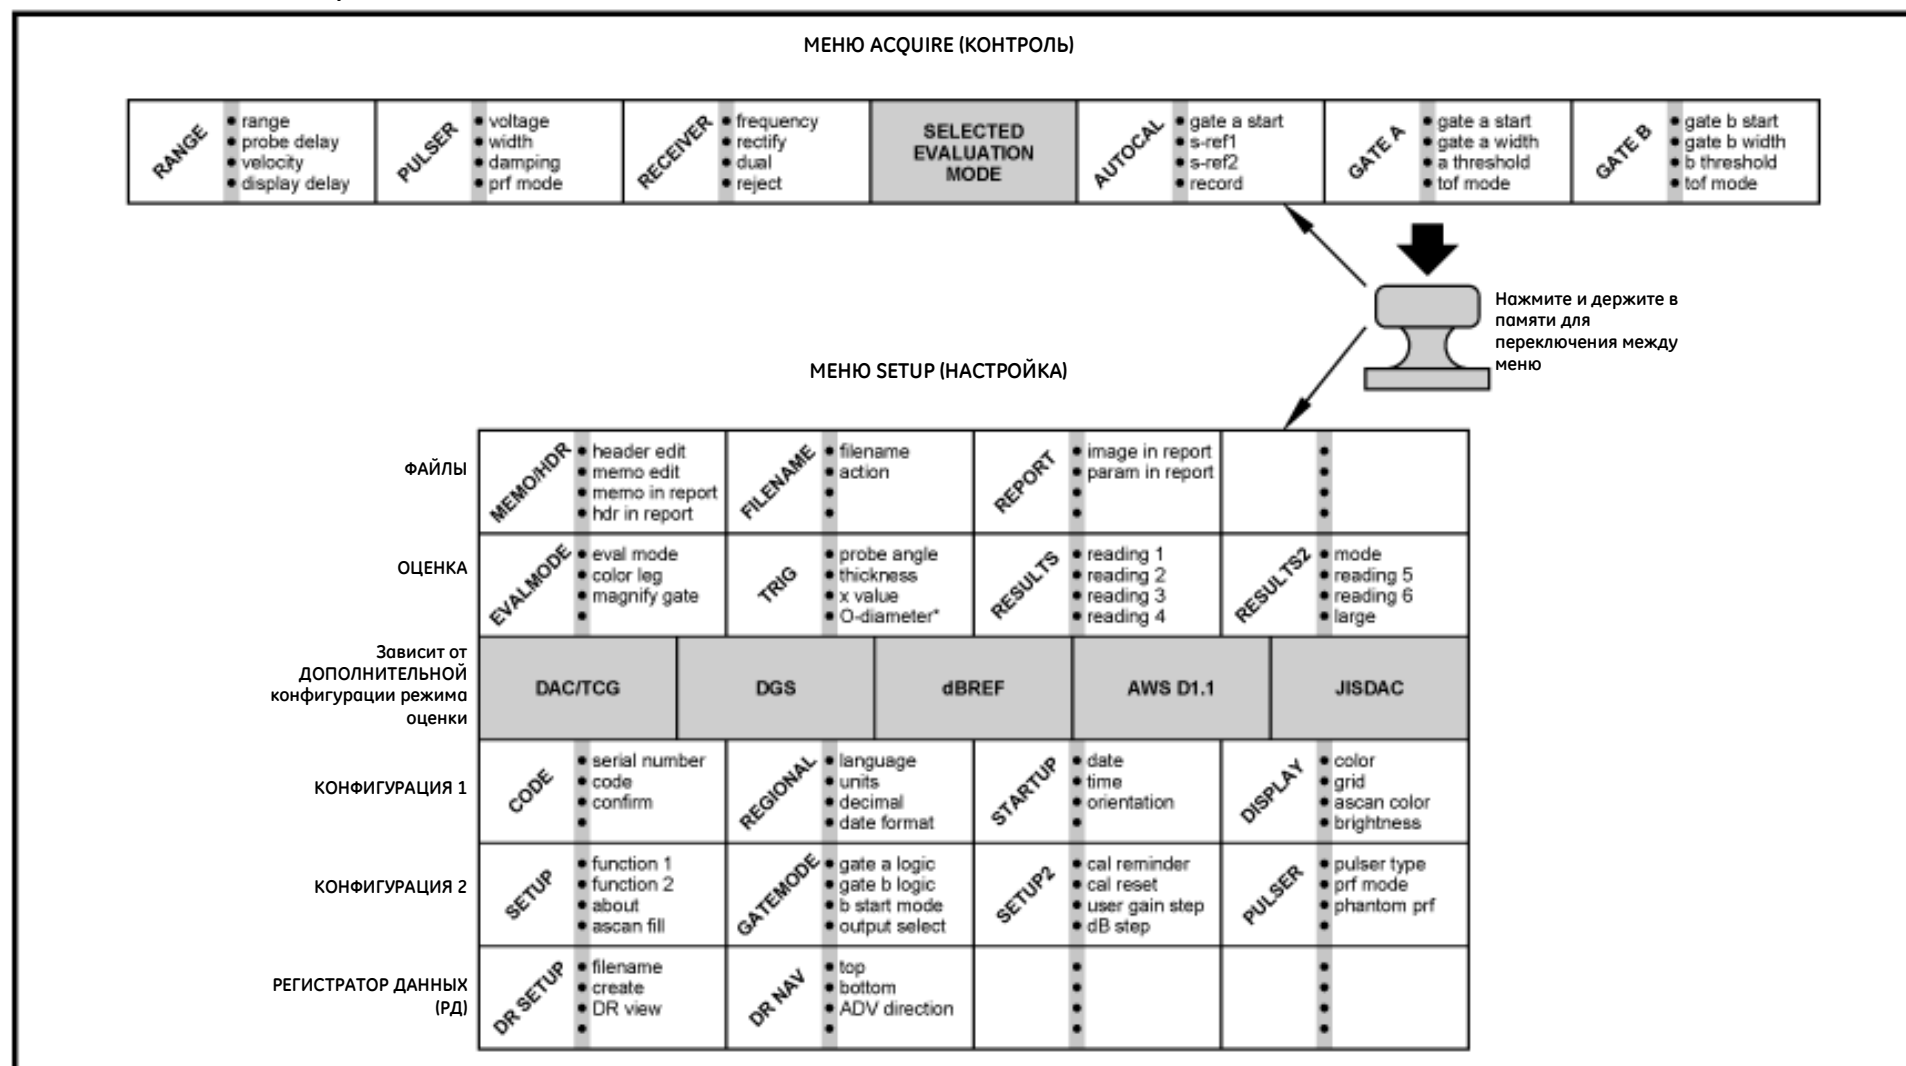 МЕНЮ ACQUIRE (КОНТРОЛЬ)
RANGE
range
probe delay
velocity
display delay
PULSER
voltage
width
damping
prf mode
RECEIVER
frequency
rectify
dual
reject
SELECTED
EVALUATION
MODE
AUTOCAL
gate a start
s-ref1
s-ref2
record
GATE A
gate a start
gate a width
a threshold
tof mode
GATE B
gate b start
gate b width
b threshold
tof mode
Нажмите и держите в
памяти для
переключения между
меню
МЕНЮ SETUP (НАСТРОЙКА)
ФАЙЛЫ
MEMO/HDR
header edit
memo edit
memo in report
hdr in report
FILENAME
filename
action
REPORT
image in report
param in report
ОЦЕНКА
EVALMODE
eval mode
color leg
magnify gate
TRIG
probe angle
thickness
x value
O-diameter*
RESULTS
reading 1
reading 2
reading 3
reading 4
RESULTS2
mode
reading 5
reading 6
large
Зависит от
ДОПОЛНИТЕЛЬНОЙ
конфигурации режима
оценки
DAC/TCG
DGS
dBREF
AWS D1.1
JISDAC
КОНФИГУРАЦИЯ 1
CODE
serial number
code
confirm
REGIONAL
language
units
decimal
date format
STARTUP
date
time
orientation
DISPLAY
color
grid
ascan color
brightness
КОНФИГУРАЦИЯ 2
SETUP
function 1
function 2
about
ascan fill
GATEMODE
gate a logic
gate b logic
b start mode
output select
SETUP2
cal reminder
cal reset
user gain step
dB step
PULSER
pulser type
prf mode
phantom prf
РЕГИСТРАТОР ДАННЫХ
(РД)
DR SETUP
filename
create
DR view
DR NAV
top
bottom
ADV direction